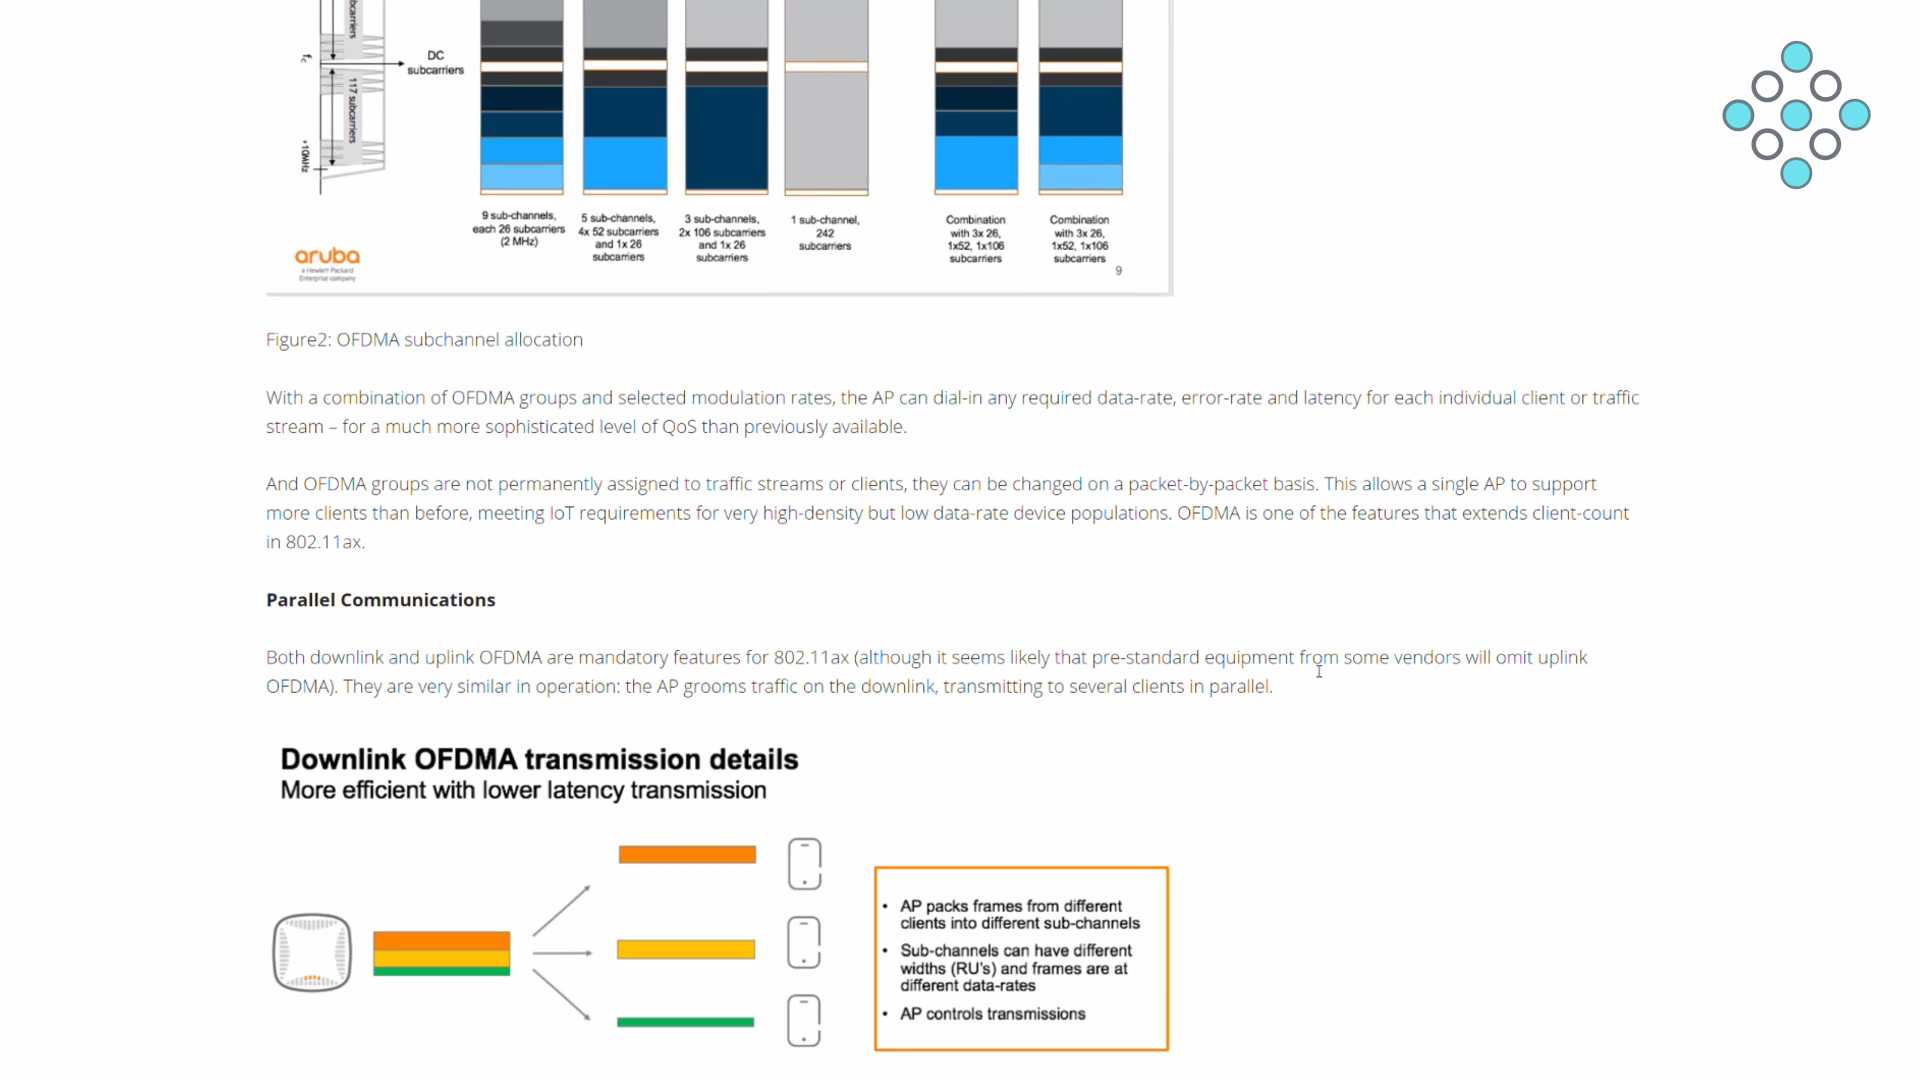 bcarriers
fc
DC
subcarriers
117 subcarriers
+10MHz
9 sub-channels,
each 26 subcarriers
(2 MHz)
5 sub-channels,
4x 52 subcarriers
and 1x 26
subcarriers
3 sub-channels,
2x 106 subcarriers
and 1x 26
subcarriers
1 sub-channel,
242
subcarriers
Combination
with 3x 26,
1x52, 1x106
subcarriers
Combination
with 3x 26,
1x52, 1x106
subcarriers
aruba
a Hewlett Packard
Enterprise company
9
Figure2: OFDMA subchannel allocation
With a combination of OFDMA groups and selected modulation rates, the AP can dial-in any required data-rate, error-rate and latency for each individual client or traffic
stream – for a much more sophisticated level of QoS than previously available.
And OFDMA groups are not permanently assigned to traffic streams or clients, they can be changed on a packet-by-packet basis. This allows a single AP to support
more clients than before, meeting IoT requirements for very high-density but low data-rate device populations. OFDMA is one of the features that extends client-count
in 802.11ax.
Parallel Communications
Both downlink and uplink OFDMA are mandatory features for 802.11ax (although it seems likely that pre-standard equipment from some vendors will omit uplink
OFDMA). They are very similar in operation: the AP grooms traffic on the downlink, transmitting to several clients in parallel.
Downlink OFDMA transmission details
More efficient with lower latency transmission
• AP packs frames from different
clients into different sub-channels
• Sub-channels can have different
widths (RU's) and frames are at
different data-rates
• AP controls transmissions